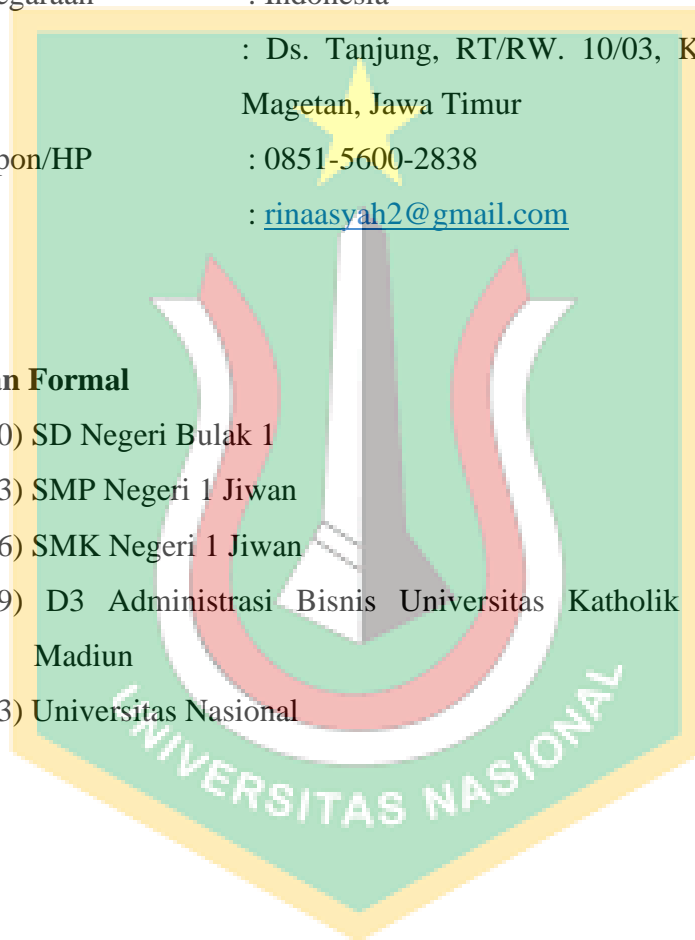 egaraan : Indonesia
: Ds. Tanjung, RT/RW. 10/03, K
Magetan, Jawa Timur
pon/HP : 0851-5600-2838
: rinaasyah2@gmail.com
an Formal
0) SD Negeri Bulak 1
3) SMP Negeri 1 Jiwan
6) SMK Negeri 1 Jiwan
9) D3 Administrasi Bisnis Universitas Katholik
Madiun
3) Universitas Nasional
UNIVERSITAS NASIONAL